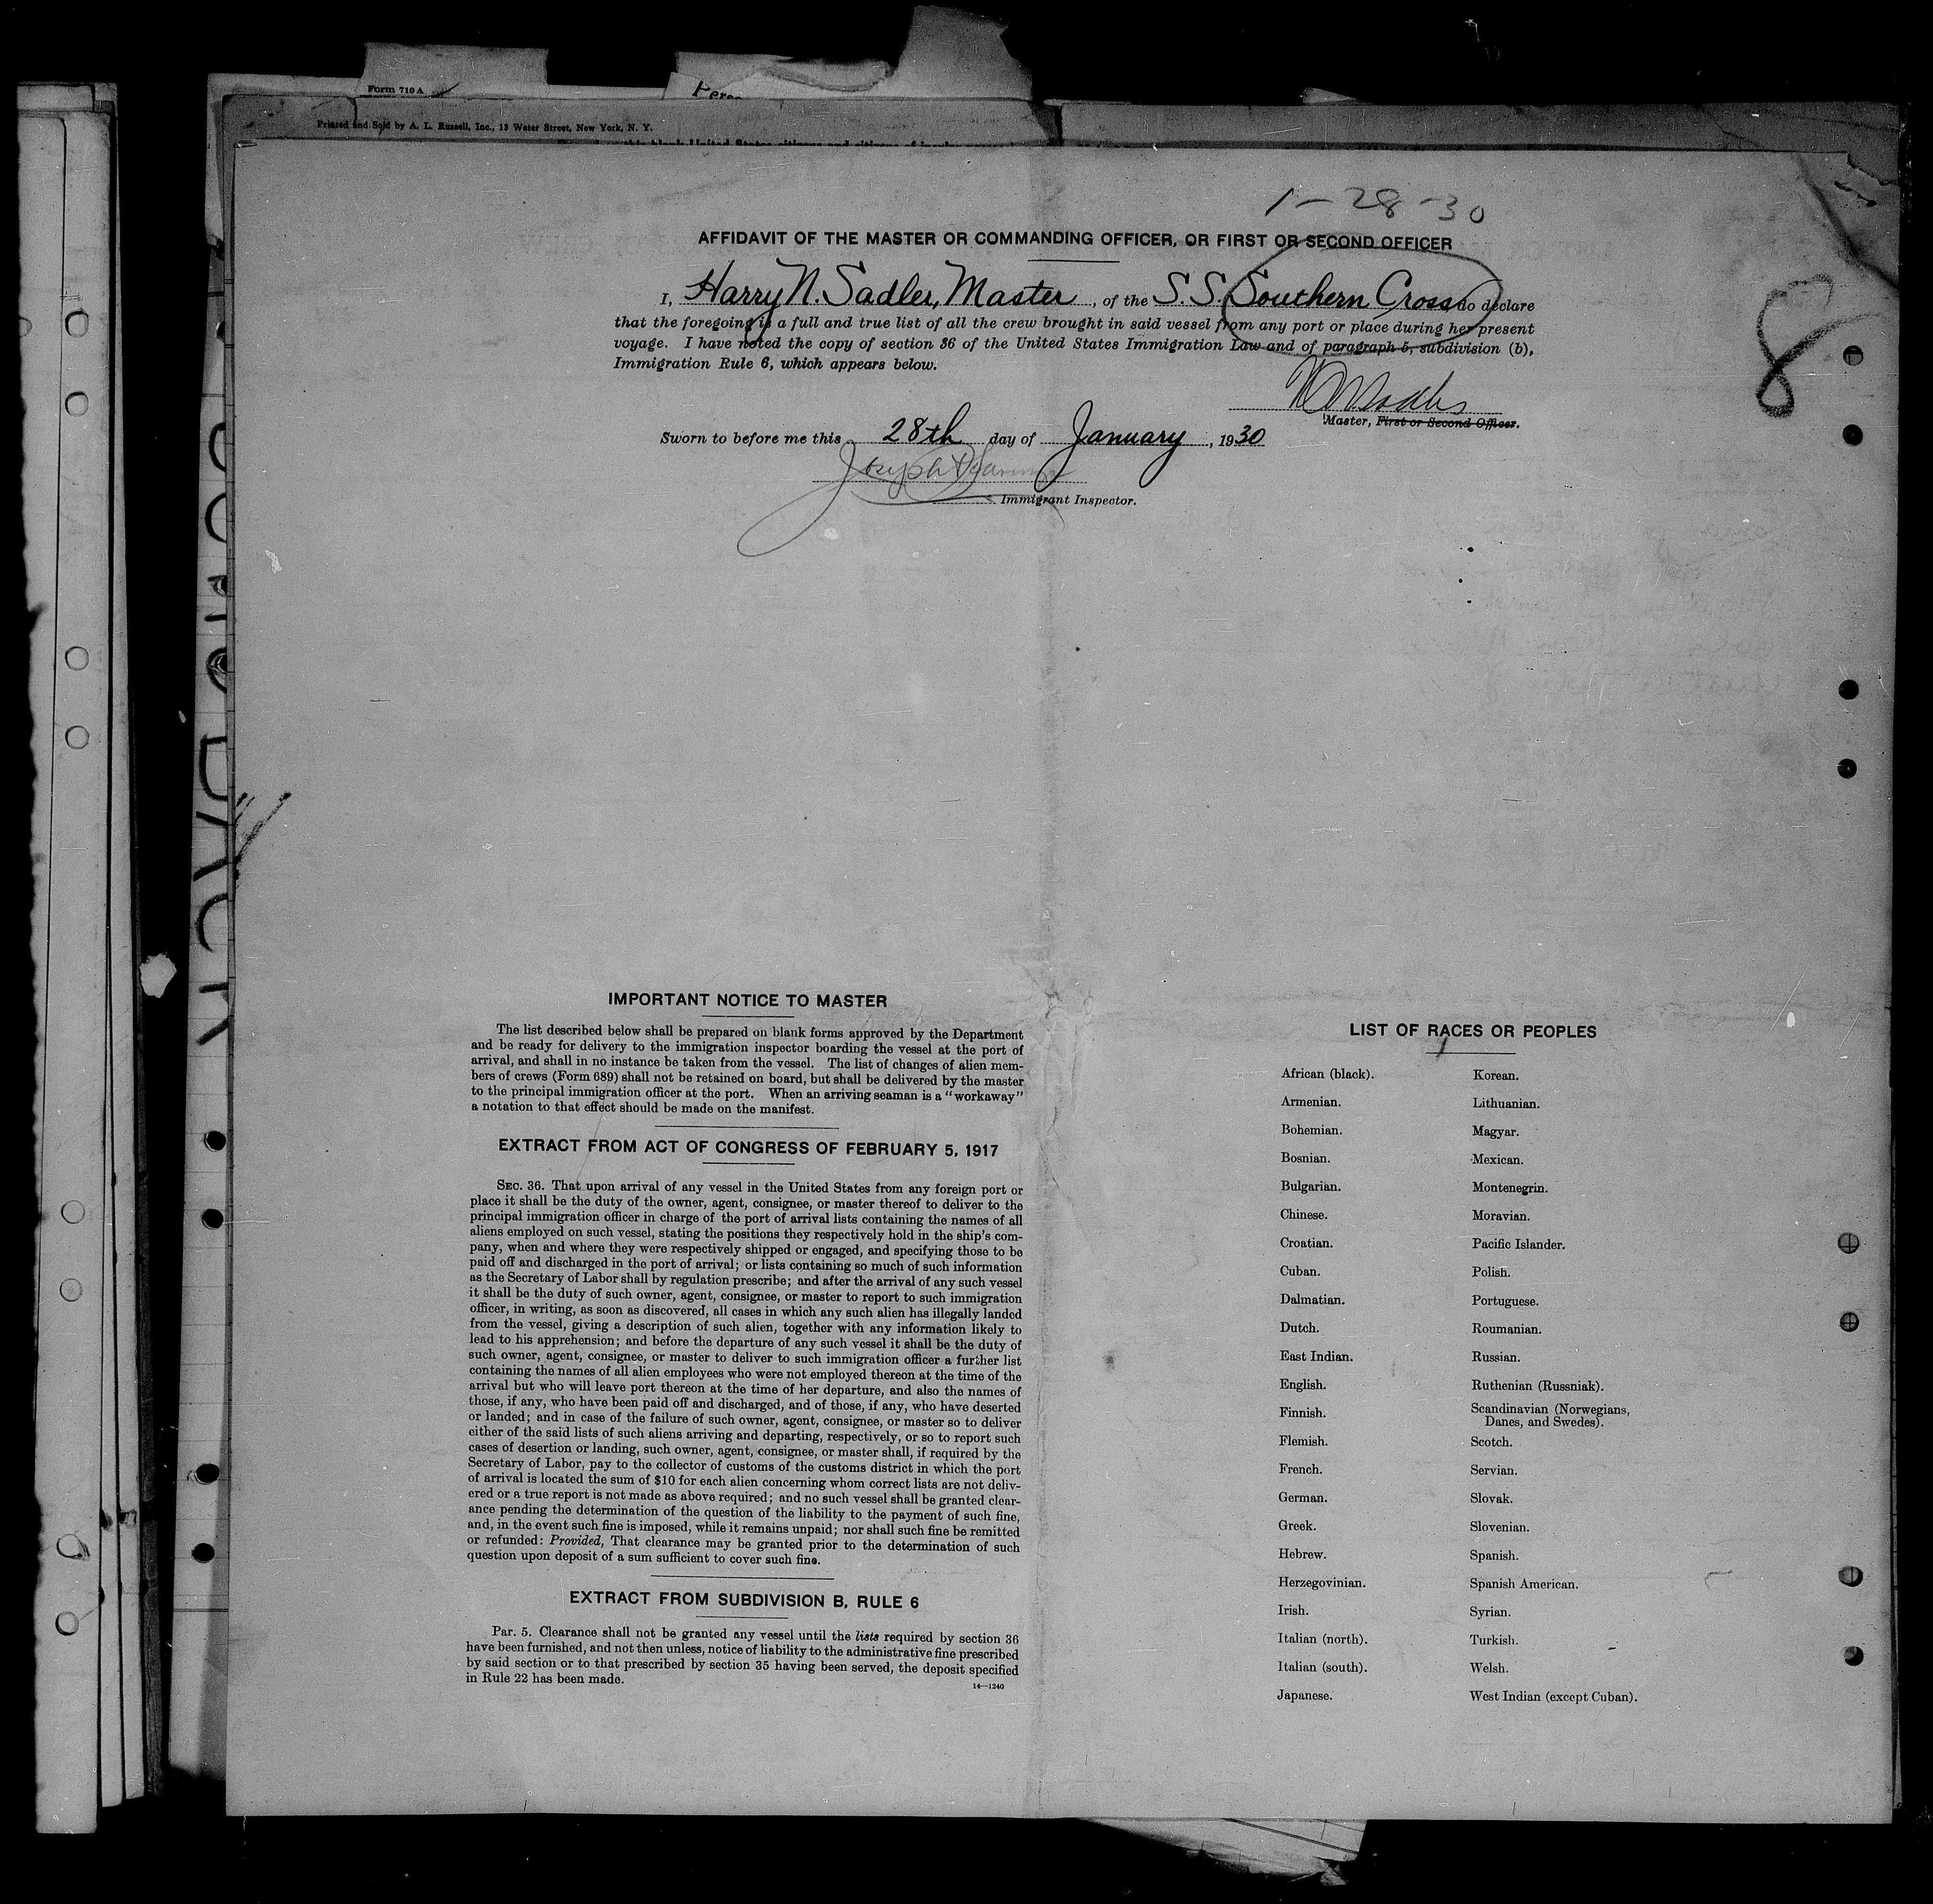 Form 710 A
Printed and Sold by A. L. Russell, Inc., 13 Water Street, New York, N. Y.
1-28-30
AFFIDAVIT OF THE MASTER OR COMMANDING OFFICER, OR FIRST OR SECOND OFFICER
I, Harry N. Sadler, Master, of the S.S. Southern Cross, do declare
that the foregoing is a full and true list of all the crew brought in said vessel from any port or place during her present
voyage. I have noted the copy of section 36 of the United States Immigration Law and of paragraph 5, subdivision (b),
Immigration Rule 6, which appears below.
8
Master, First or Second Officer.
Sworn to before me this 28th day of January, 1930
Joseph
Immigrant Inspector.
IMPORTANT NOTICE TO MASTER
The list described below shall be prepared on blank forms approved by the Department
and be ready for delivery to the immigration inspector boarding the vessel at the port of
arrival, and shall in no instance be taken from the vessel. The list of changes of alien mem-
bers of crews (Form 689) shall not be retained on board, but shall be delivered by the master
to the principal immigration officer at the port. When an arriving seaman is a "workaway"
a notation to that effect should be made on the manifest.
EXTRACT FROM ACT OF CONGRESS OF FEBRUARY 5, 1917
SEC. 36. That upon arrival of any vessel in the United States from any foreign port or
place it shall be the duty of the owner, agent, consignee, or master thereof to deliver to the
principal immigration officer in charge of the port of arrival lists containing the names of all
aliens employed on such vessel, stating the positions they respectively hold in the ship's com-
pany, when and where they were respectively shipped or engaged, and specifying those to be
paid off and discharged in the port of arrival; or lists containing so much of such information
as the Secretary of Labor shall by regulation prescribe; and after the arrival of any such vessel
it shall be the duty of such owner, agent, consignee, or master to report to such immigration
officer, in writing, as soon as discovered, all cases in which any such alien has illegally landed
from the vessel, giving a description of such alien, together with any information likely to
lead to his apprehension; and before the departure of any such vessel it shall be the duty of
such owner, agent, consignee, or master to deliver to such immigration officer a further list
containing the names of all alien employees who were not employed thereon at the time of the
arrival but who will leave port thereon at the time of her departure, and also the names of
those, if any, who have been paid off and discharged, and of those, if any, who have deserted
or landed; and in case of the failure of such owner, agent, consignee, or master so to deliver
either of the said lists of such aliens arriving and departing, respectively, or so to report such
cases of desertion or landing, such owner, agent, consignee, or master shall, if required by the
Secretary of Labor, pay to the collector of customs of the customs district in which the port
of arrival is located the sum of $10 for each alien concerning whom correct lists are not deliv-
ered or a true report is not made as above required; and no such vessel shall be granted clear-
ance pending the determination of the question of the liability to the payment of such fine,
and, in the event such fine is imposed, while it remains unpaid; nor shall such fine be remitted
or refunded: Provided, That clearance may be granted prior to the determination of such
question upon deposit of a sum sufficient to cover such fine.
EXTRACT FROM SUBDIVISION B, RULE 6
Par. 5. Clearance shall not be granted any vessel until the lists required by section 36
have been furnished, and not then unless, notice of liability to the administrative fine prescribed
by said section or to that prescribed by section 35 having been served, the deposit specified
in Rule 22 has been made.
14—1240
LIST OF RACES OR PEOPLES
African (black).
Armenian.
Bohemian.
Bosnian.
Bulgarian.
Chinese.
Croatian.
Cuban.
Dalmatian.
Dutch.
East Indian.
English.
Finnish.
Flemish.
French.
German.
Greek.
Hebrew.
Herzegovinian.
Irish.
Italian (north).
Italian (south).
Japanese.
Korean.
Lithuanian.
Magyar.
Mexican.
Montenegrin.
Moravian.
Pacific Islander.
Polish.
Portuguese.
Roumanian.
Russian.
Ruthenian (Russniak).
Scandinavian (Norwegians,
Danes, and Swedes).
Scotch.
Servian.
Slovak.
Slovenian.
Spanish.
Spanish American.
Syrian.
Turkish.
Welsh.
West Indian (except Cuban).